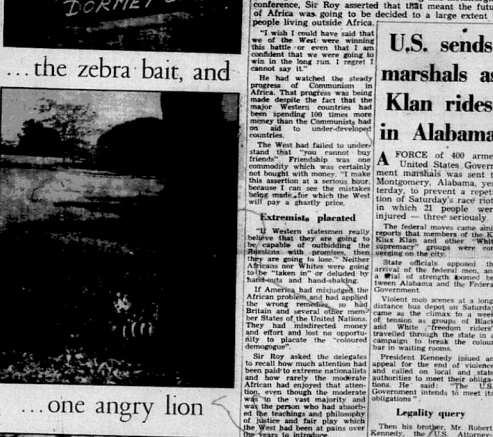 DORMEY
...the zebra bait, and
...one angry lion
conference, Sir Roy asserted that that meant the futu
of Africa was going to be decided to a large extent
people living outside Africa.
"I wish I could have said that
we of the West were winning
this battle or even that I am
confident that we were going to
win in the long run. I regret I
cannot say it."
He had watched the steady
progress of Communism in
Africa. That progress was being
made despite the fact that the
major Western countries had
been spending 100 times more
money than the Communists had
on aid to under-developed
countries.
The West had failed to under-
stand that "you cannot buy
friends". Friendship was one
commodity which was certainly
not bought with money. "I make
this assertion at a serious hour,
because I can see the mistakes
being made for which the West
will pay a ghastly price.
Extremists placated
"If Western statesmen really
believe that they are going to
be capable of outbidding the
Russians with promises, then
they are going to lose." Neither
Africans nor Whites were going
to be "taken in" or deluded by
hand-outs and hand-shaking.
If America had misjudged the
African problem and had applied
the wrong remedies, so had
Britain and several other mem-
ber States of the United Nations.
They had misdirected money
and effort and lost no opportu-
nity to placate the "coloured
demogogue".
Sir Roy asked the delegates
to recall how much attention had
been paid to extreme nationalists
and how rarely the moderate
African had enjoyed that atten-
tion, even though the moderate
was in the vast majority and
was the person who had absorb-
ed the teachings and philosophy
of justice and fair play which
the West had been at pains over
the years to introduce
U.S. sends
marshals as
Klan rides
in Alabama
A FORCE of 400 arme
United States Gover
ment marshals was sent t
Montgomery, Alabama, yes
terday, to prevent a repet
tion of Saturday's race riot
in which 21 people wer
injured — three seriously.
The federal moves came ami
reports that members of the K
Klux Klan and other "Whit
supremacy" groups were con
verging on the city.
State officials opposed th
arrival of the federal men, an
a trial of strength loomed be
tween Alabama and the Federa
Government.
Violent mob scenes at a long
distance bus depot on Saturday
came as the climax to a week
of tension as groups of Black
and White "freedom riders"
travelled through the state in a
campaign to break the colour
bar in waiting rooms.
President Kennedy issued an
appeal for the end of violence
and called on local and state
authorities to meet their obliga-
tions. He said: "The U.S.
Government intends to meet its
obligations".
Legality query
Then his brother, Mr. Robert
Kennedy, the U.S. Attorney